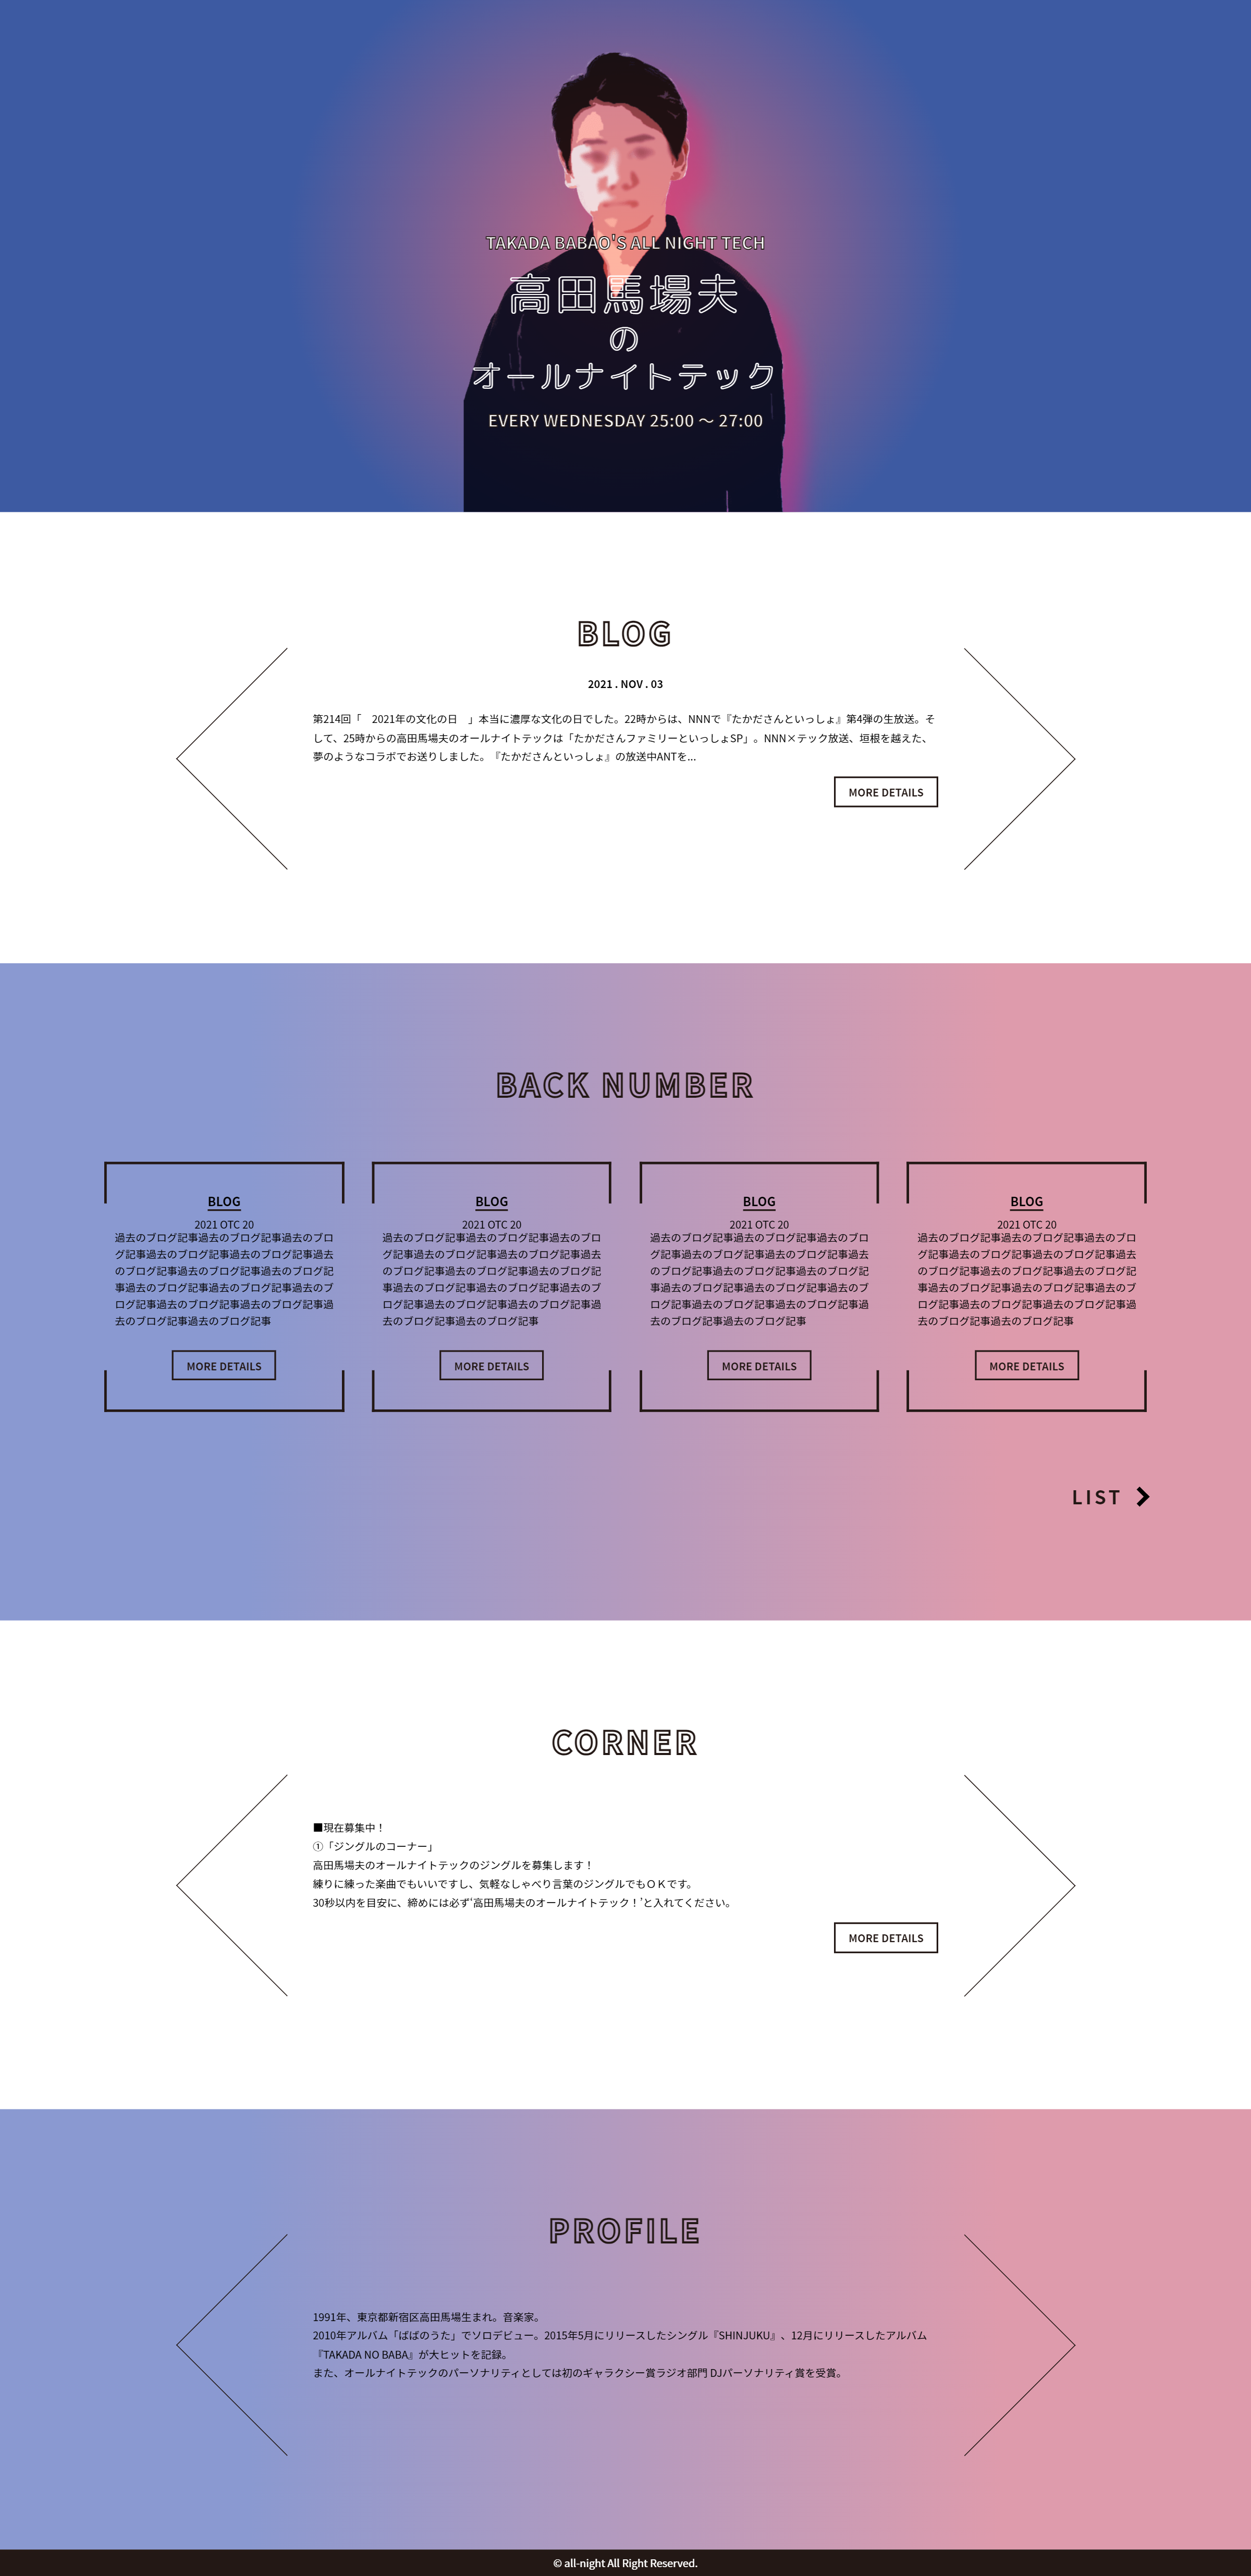 TAKADA BABAO'S ALL NIGHT TECH
高田馬場夫
の
オールナイトテック
EVERY WEDNESDAY 25:00 ～ 27:00
BLOG
2021 . NOV . 03
第214回「　2021年の文化の日　」本当に濃厚な文化の日でした。22時からは、NNNで『たかださんといっしょ』第4弾の生放送。そ
して、25時からの高田馬場夫のオールナイトテックは「たかださんファミリーといっしょSP」。NNN×テック放送、垣根を越えた、
夢のようなコラボでお送りしました。『たかださんといっしょ』の放送中ANTを...
MORE DETAILS
BACK NUMBER
BLOG
2021 OTC 20
過去のブログ記事過去のブログ記事過去のブロ
グ記事過去のブログ記事過去のブログ記事過去
のブログ記事過去のブログ記事過去のブログ記
事過去のブログ記事過去のブログ記事過去のブ
ログ記事過去のブログ記事過去のブログ記事過
去のブログ記事過去のブログ記事
MORE DETAILS
BLOG
2021 OTC 20
過去のブログ記事過去のブログ記事過去のブロ
グ記事過去のブログ記事過去のブログ記事過去
のブログ記事過去のブログ記事過去のブログ記
事過去のブログ記事過去のブログ記事過去のブ
ログ記事過去のブログ記事過去のブログ記事過
去のブログ記事過去のブログ記事
MORE DETAILS
BLOG
2021 OTC 20
過去のブログ記事過去のブログ記事過去のブロ
グ記事過去のブログ記事過去のブログ記事過去
のブログ記事過去のブログ記事過去のブログ記
事過去のブログ記事過去のブログ記事過去のブ
ログ記事過去のブログ記事過去のブログ記事過
去のブログ記事過去のブログ記事
MORE DETAILS
BLOG
2021 OTC 20
過去のブログ記事過去のブログ記事過去のブロ
グ記事過去のブログ記事過去のブログ記事過去
のブログ記事過去のブログ記事過去のブログ記
事過去のブログ記事過去のブログ記事過去のブ
ログ記事過去のブログ記事過去のブログ記事過
去のブログ記事過去のブログ記事
MORE DETAILS
LIST
CORNER
■現在募集中！
①「ジングルのコーナー」
高田馬場夫のオールナイトテックのジングルを募集します！
練りに練った楽曲でもいいですし、気軽なしゃべり言葉のジングルでもＯＫです。
30秒以内を目安に、締めには必ず‘高田馬場夫のオールナイトテック！’と入れてください。
MORE DETAILS
PROFILE
1991年、東京都新宿区高田馬場生まれ。音楽家。
2010年アルバム「ばばのうた」でソロデビュー。2015年5月にリリースしたシングル『SHINJUKU』、12月にリリースしたアルバム
『TAKADA NO BABA』が大ヒットを記録。
また、オールナイトテックのパーソナリティとしては初のギャラクシー賞ラジオ部門 DJパーソナリティ賞を受賞。
© all-night All Right Reserved.